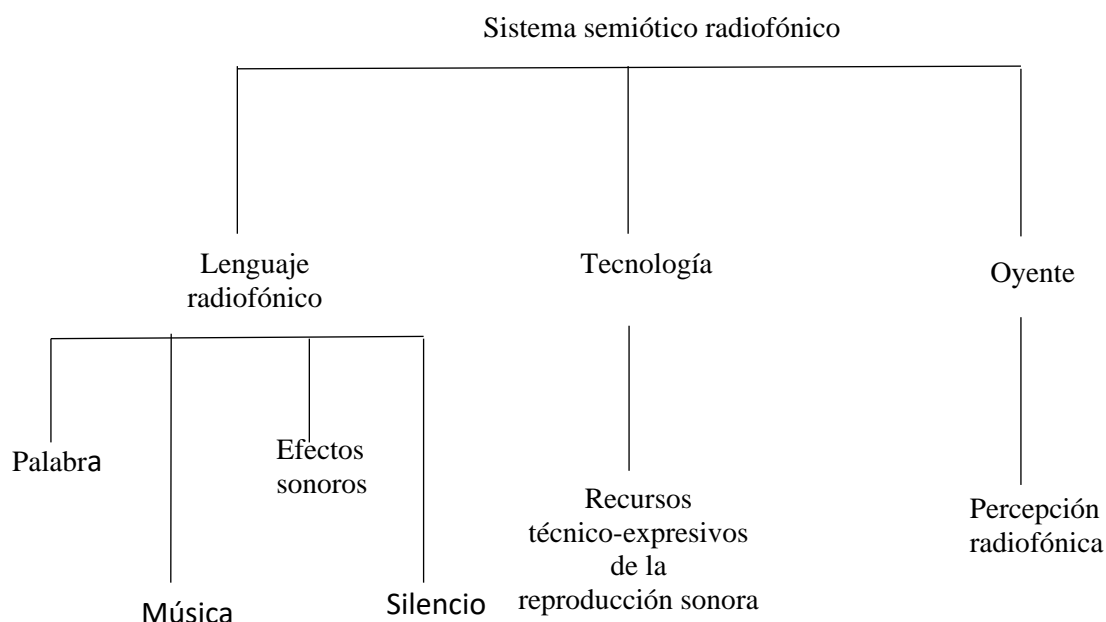 Sistema semiótico radiofónico
Lenguaje
radiofónico
Tecnología
Oyente
Palabra
Efectos
sonoros
Música
Silencio
Recursos
técnico-expresivos
de la
reproducción sonora
Percepción
radiofónica